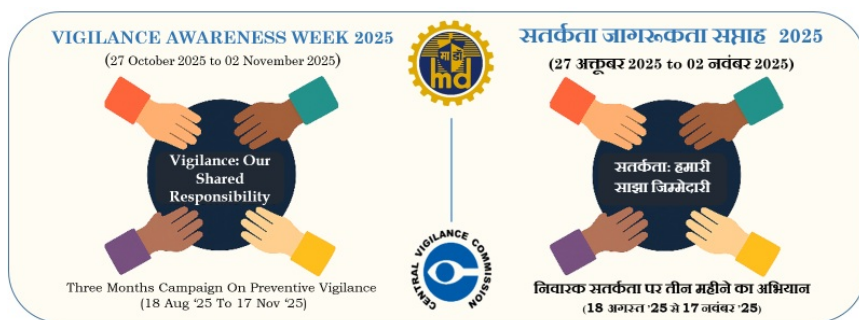 VIGILANCE AWARENESS WEEK 2025
(27 October 2025 to 02 November 2025)
Vigilance: Our
Shared
Responsibility
Three Months Campaign On Preventive Vigilance
(18 Aug ‘25 To 17 Nov ‘25)
मा डॉ
md
CENTRAL VIGILANCE COMMISSION
सतर्कता जागरूकता सप्ताह 2025
(27 अक्तूबर 2025 to 02 नवंबर 2025)
सतर्कता: हमारी
साझा जिम्मेदारी
निवारक सतर्कता पर तीन महीने का अभियान
(18 अगस्त ’25 से 17 नवंबर ’25)